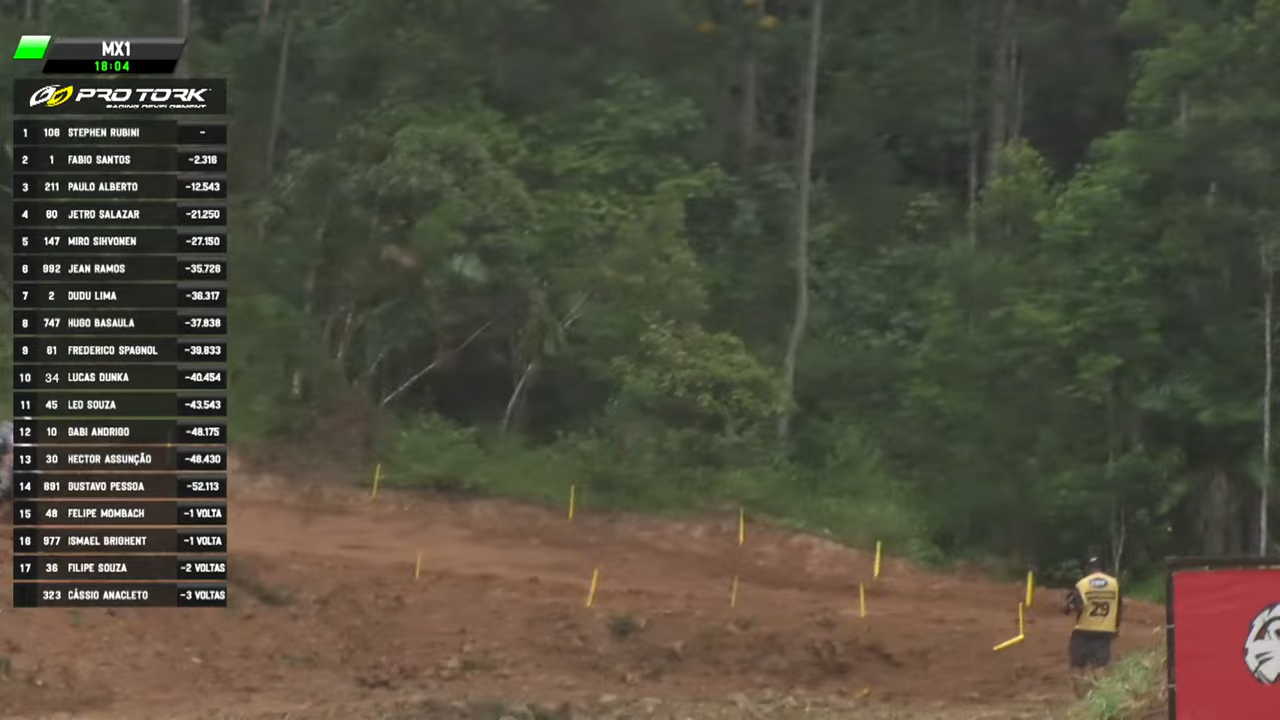 MX1
18:04
PRO TORK
RACING DEVELOPMENT
1 106 STEPHEN RUBINI -
2 1 FABIO SANTOS -2.316
3 211 PAULO ALBERTO -12.543
4 60 JETRO SALAZAR -21.250
5 147 MIRO SIHVONEN -27.150
6 992 JEAN RAMOS -35.726
7 2 DUDU LIMA -36.317
8 747 HUGO BASAULA -37.838
9 61 FREDERICO SPAGNOL -39.833
10 34 LUCAS DUNKA -40.454
11 45 LEO SOUZA -43.543
12 10 GABI ANDRIGO -48.175
13 30 HECTOR ASSUNÇÃO -48.430
14 891 GUSTAVO PESSOA -52.113
15 48 FELIPE MOMBACH -1 VOLTA
16 977 ISMAEL BRIGHENT -1 VOLTA
17 36 FILIPE SOUZA -2 VOLTAS
323 CÁSSIO ANACLETO -3 VOLTAS
29